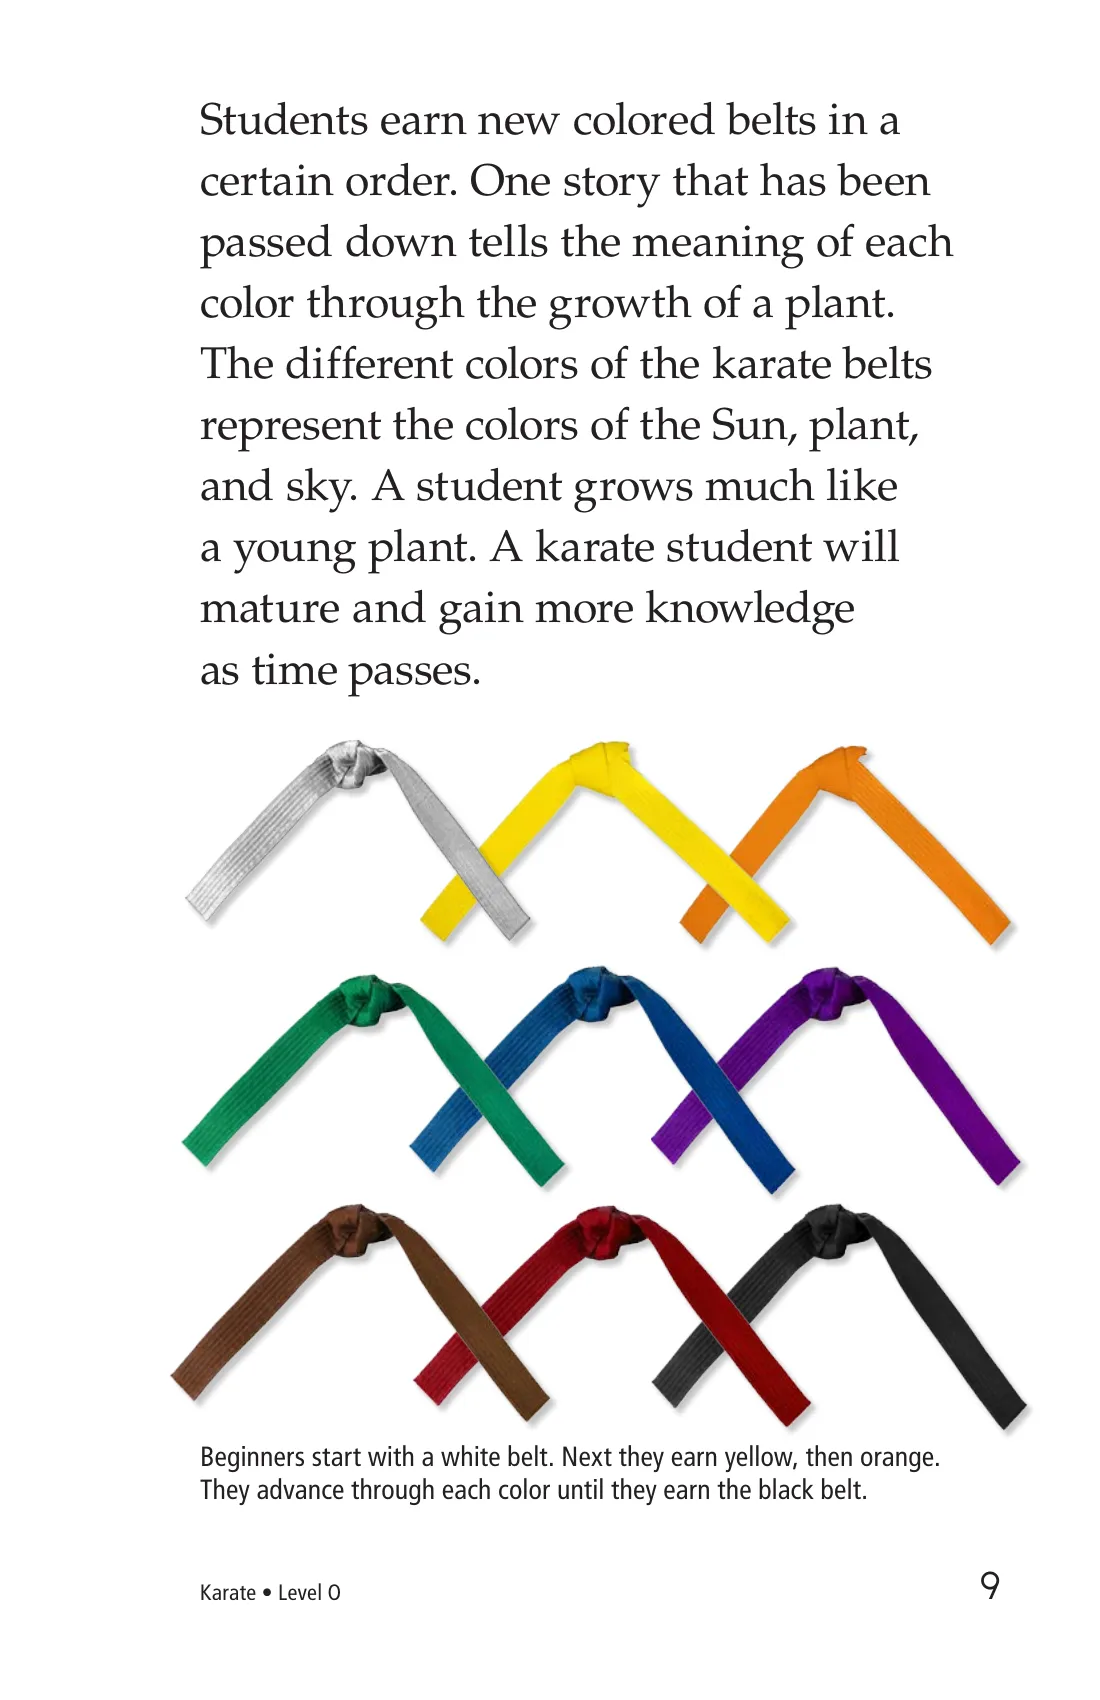 Students earn new colored belts in a
certain order. One story that has been
passed down tells the meaning of each
color through the growth of a plant.
The different colors of the karate belts
represent the colors of the Sun, plant,
and sky. A student grows much like
a young plant. A karate student will
mature and gain more knowledge
as time passes.
Beginners start with a white belt. Next they earn yellow, then orange.
They advance through each color until they earn the black belt.
Karate • Level O
9